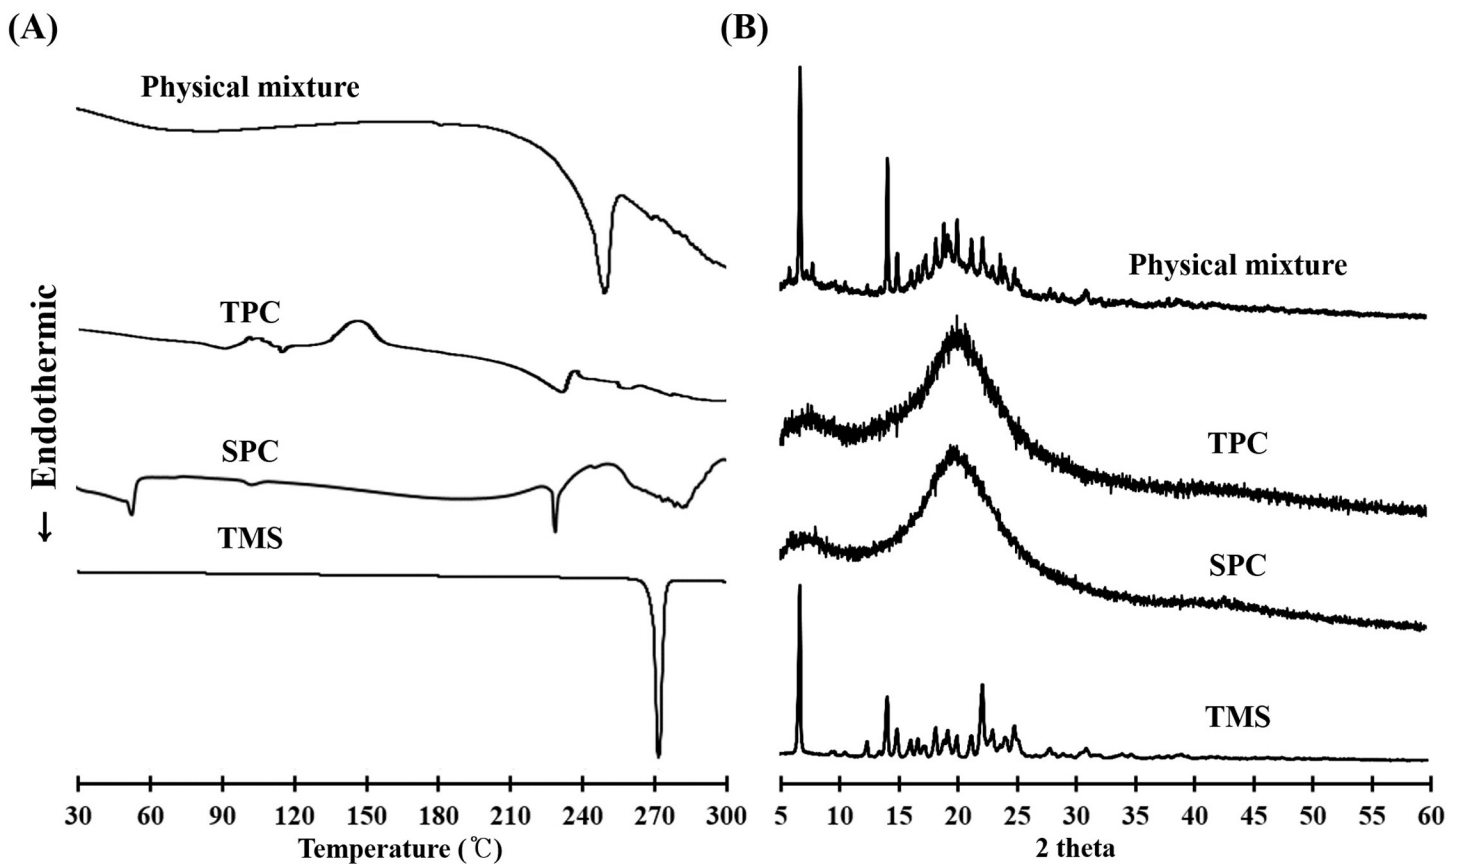 (A)
Physical mixture
TPC
SPC
TMS
← Endothermic
30 60 90 120 150 180 210 240 270 300
Temperature (℃)
(B)
Physical mixture
TPC
SPC
TMS
5 10 15 20 25 30 35 40 45 50 55 60
2 theta